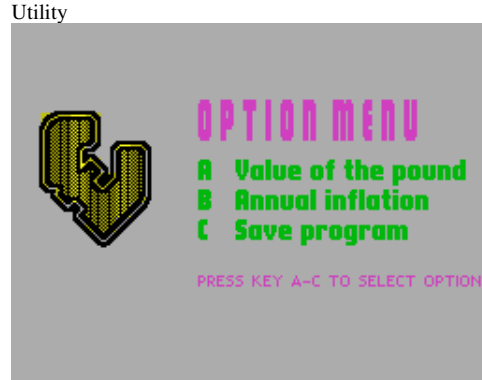 Utility
OPTION MENU
A Value of the pound
B Annual inflation
C Save program
PRESS KEY A-C TO SELECT OPTION